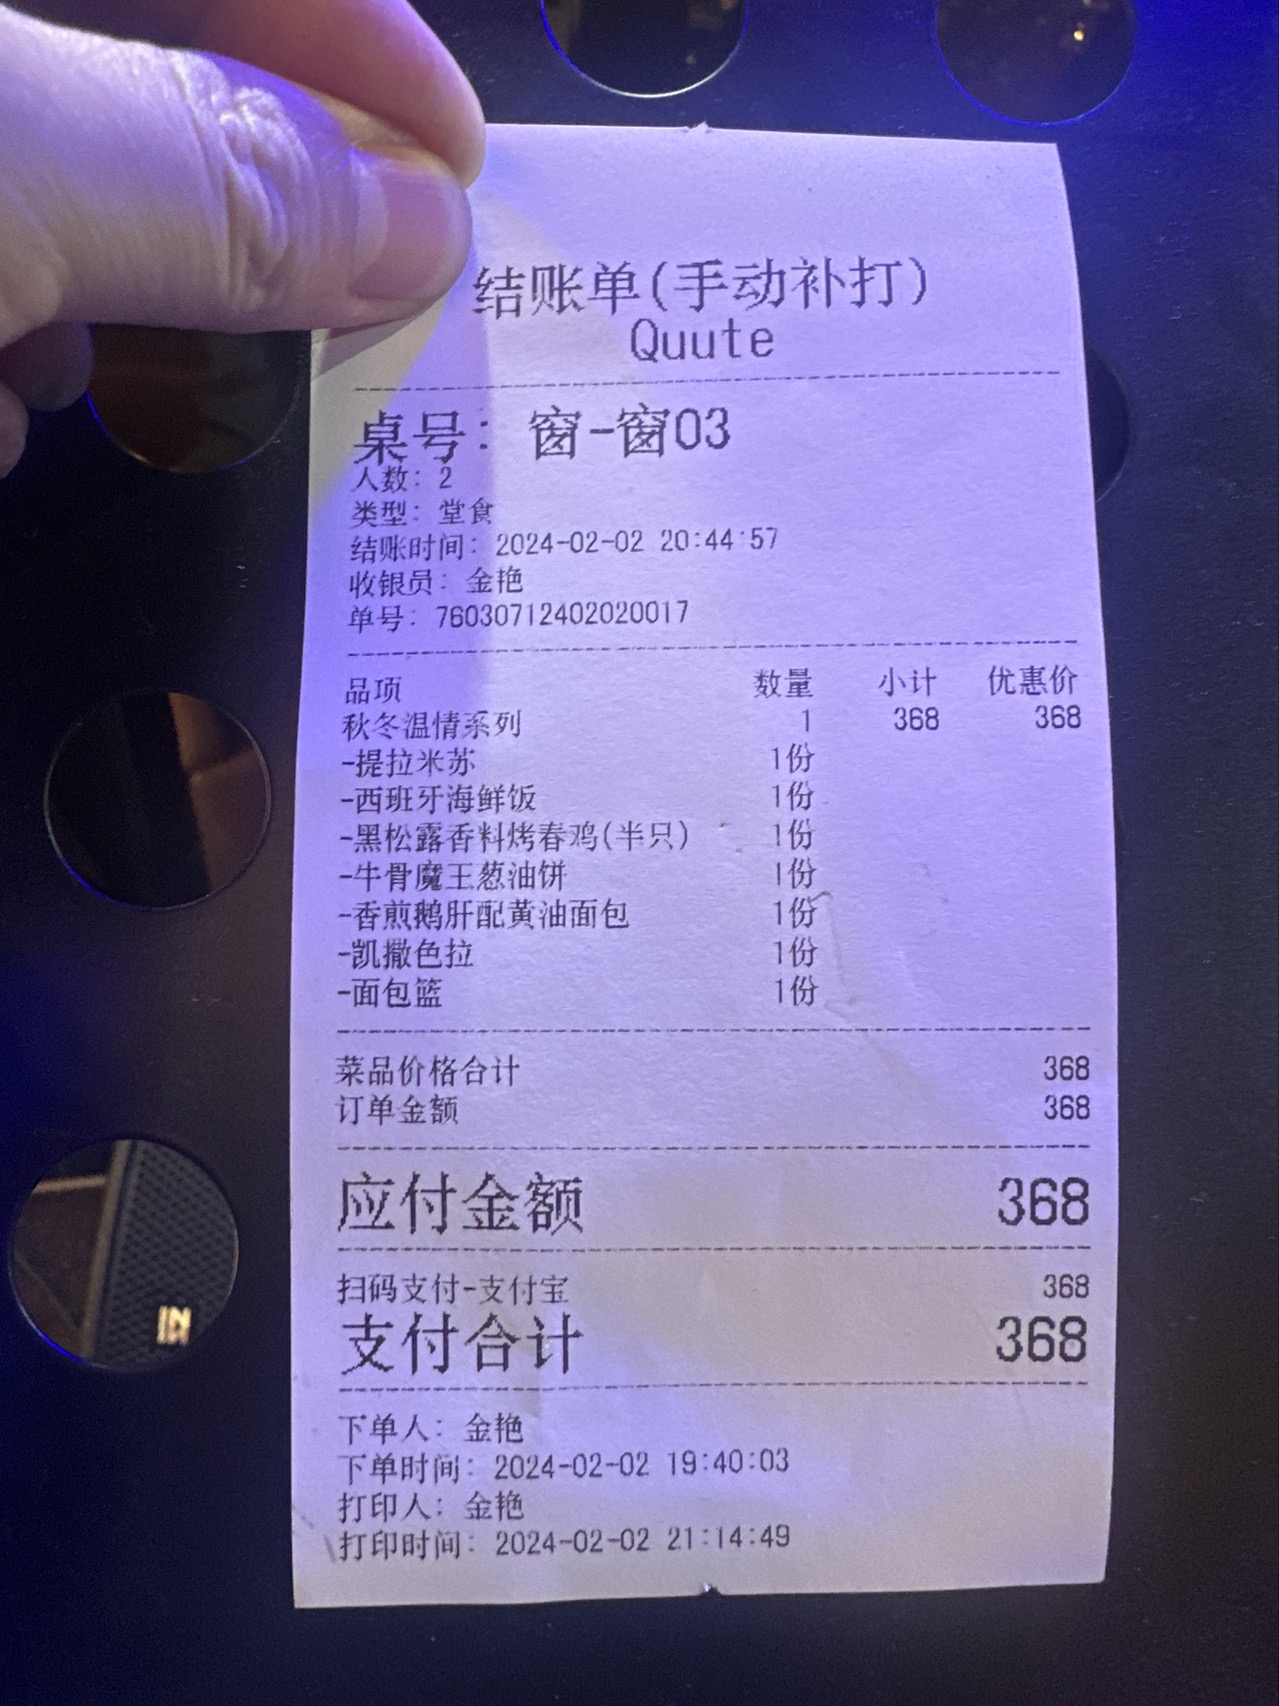 结账单(手动补打)
Quute
桌号: 窗-窗03
人数: 2
类型: 堂食
结账时间: 2024-02-02 20:44:57
收银员: 金艳
单号: 76030712402020017
品项 数量 小计 优惠价
秋冬温情系列 1 368 368
-提拉米苏 1份
-西班牙海鲜饭 1份
-黑松露香料烤春鸡(半只) 1份
-牛骨魔王葱油饼 1份
-香煎鹅肝配黄油面包 1份
-凯撒色拉 1份
-面包篮 1份
菜品价格合计 368
订单金额 368
应付金额 368
扫码支付-支付宝 368
支付合计 368
下单人: 金艳
下单时间: 2024-02-02 19:40:03
打印人: 金艳
打印时间: 2024-02-02 21:14:49